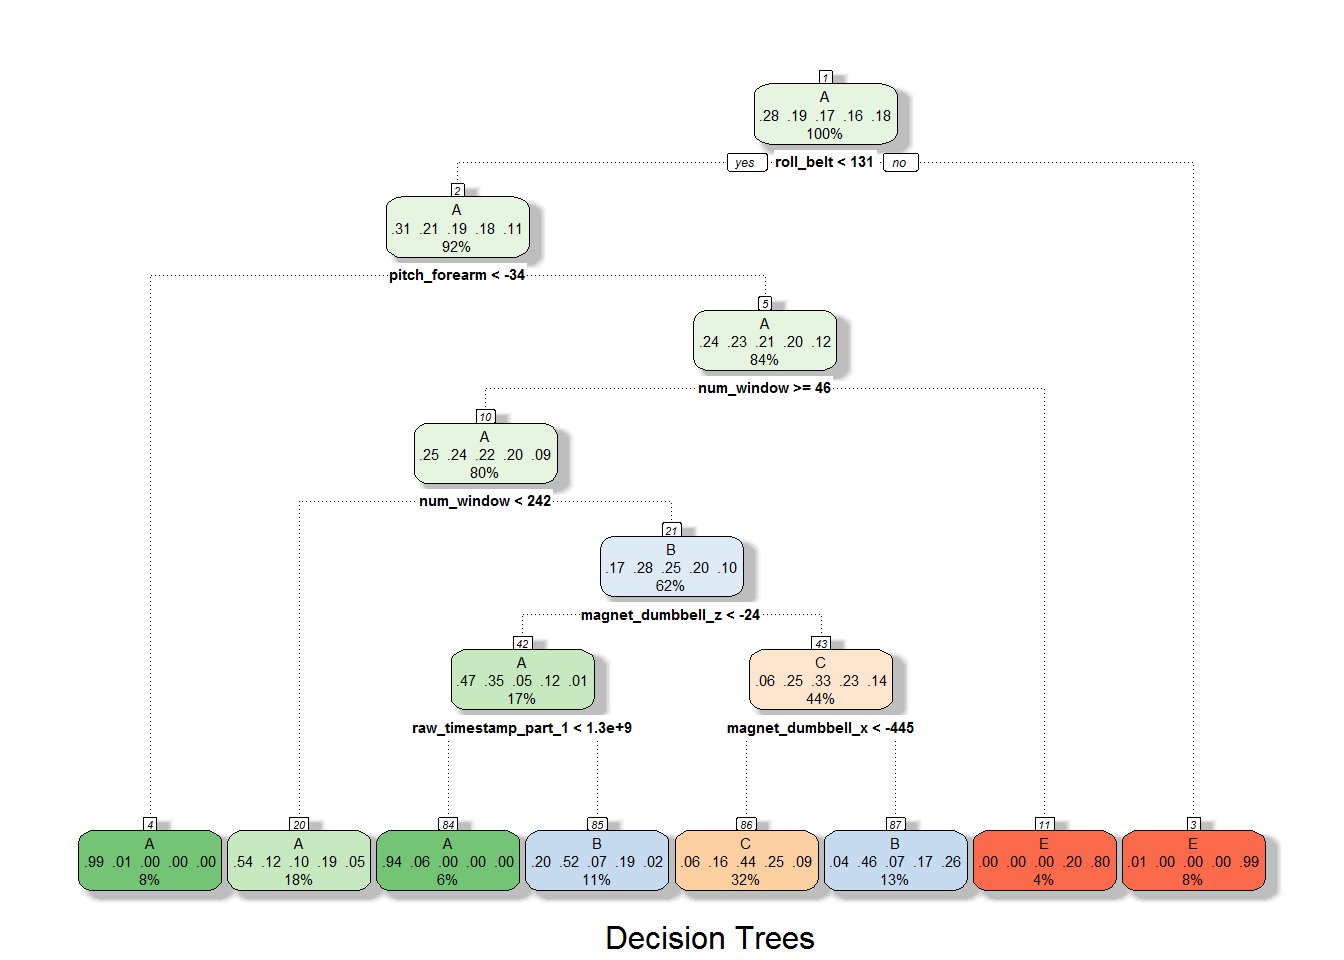 1
A
.28 .19 .17 .16 .18
100%
yes roll_belt < 131 no
2
A
.31 .21 .19 .18 .11
92%
pitch_forearm < -34
5
A
.24 .23 .21 .20 .12
84%
num_window >= 46
10
A
.25 .24 .22 .20 .09
80%
num_window < 242
21
B
.17 .28 .25 .20 .10
62%
magnet_dumbbell_z < -24
42
A
.47 .35 .05 .12 .01
17%
raw_timestamp_part_1 < 1.3e+9
43
C
.06 .25 .33 .23 .14
44%
magnet_dumbbell_x < -445
4
A
.99 .01 .00 .00 .00
8%
20
A
.54 .12 .10 .19 .05
18%
84
A
.94 .06 .00 .00 .00
6%
85
B
.20 .52 .07 .19 .02
11%
86
C
.06 .16 .44 .25 .09
32%
87
B
.04 .46 .07 .17 .26
13%
11
E
.00 .00 .00 .20 .80
4%
3
E
.01 .00 .00 .00 .99
8%
Decision Trees